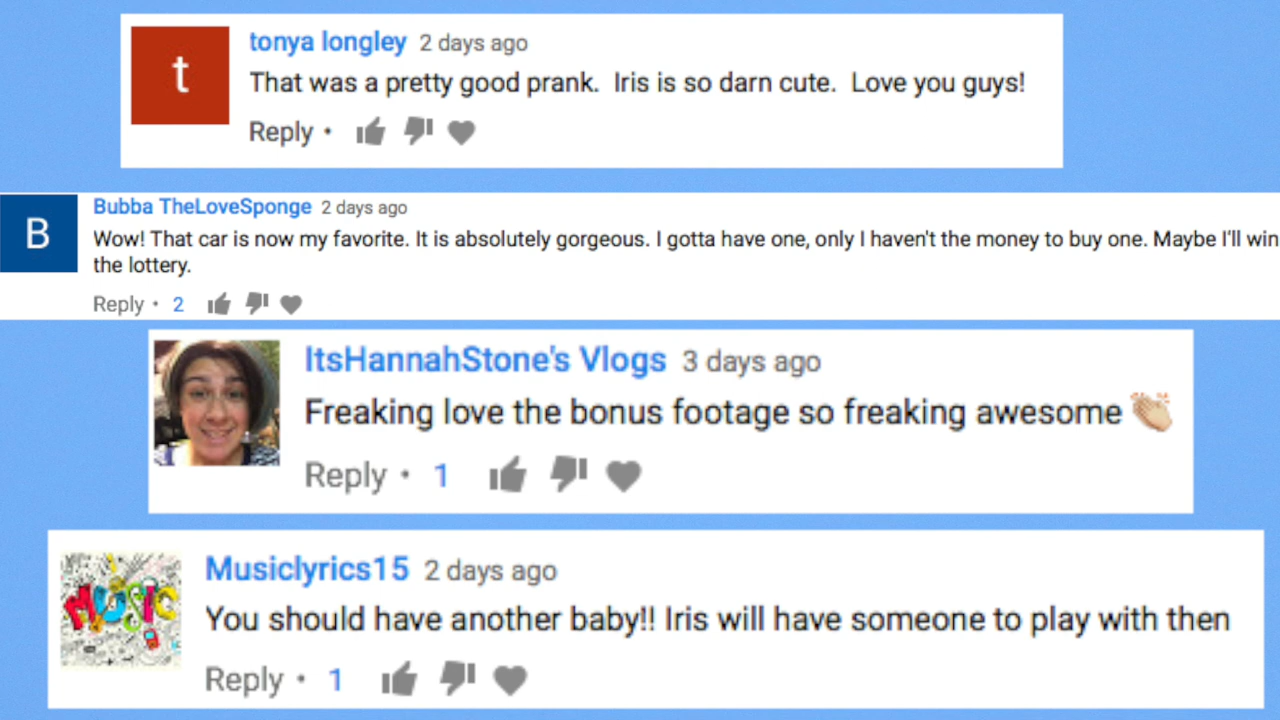 t
tonya longley 2 days ago
That was a pretty good prank. Iris is so darn cute. Love you guys!
Reply •
B
Bubba TheLoveSponge 2 days ago
Wow! That car is now my favorite. It is absolutely gorgeous. I gotta have one, only I haven't the money to buy one. Maybe I'll win
the lottery.
Reply • 2
ItsHannahStone's Vlogs 3 days ago
Freaking love the bonus footage so freaking awesome 👏🏼
Reply • 1
MUSIC
Musiclyrics15 2 days ago
You should have another baby!! Iris will have someone to play with then
Reply • 1